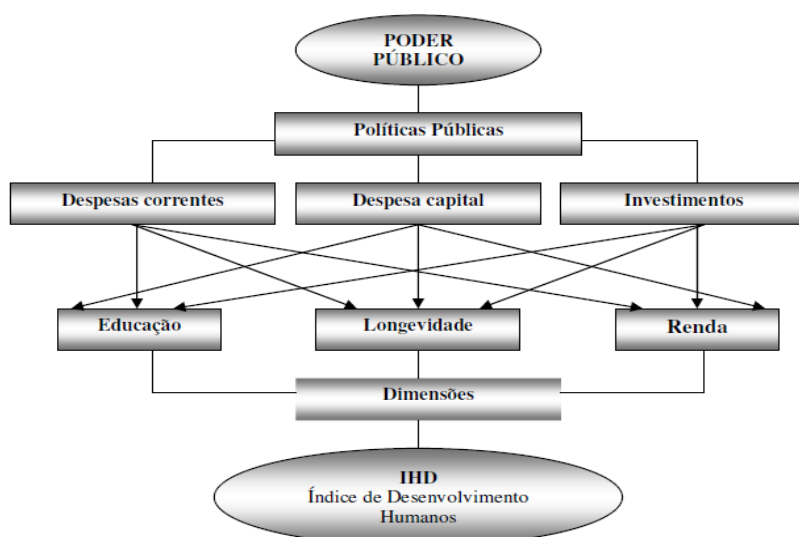 PODER
PÚBLICO
Políticas Públicas
Despesas correntes
Despesa capital
Investimentos
Educação
Longevidade
Renda
Dimensões
IHD
Índice de Desenvolvimento
Humanos